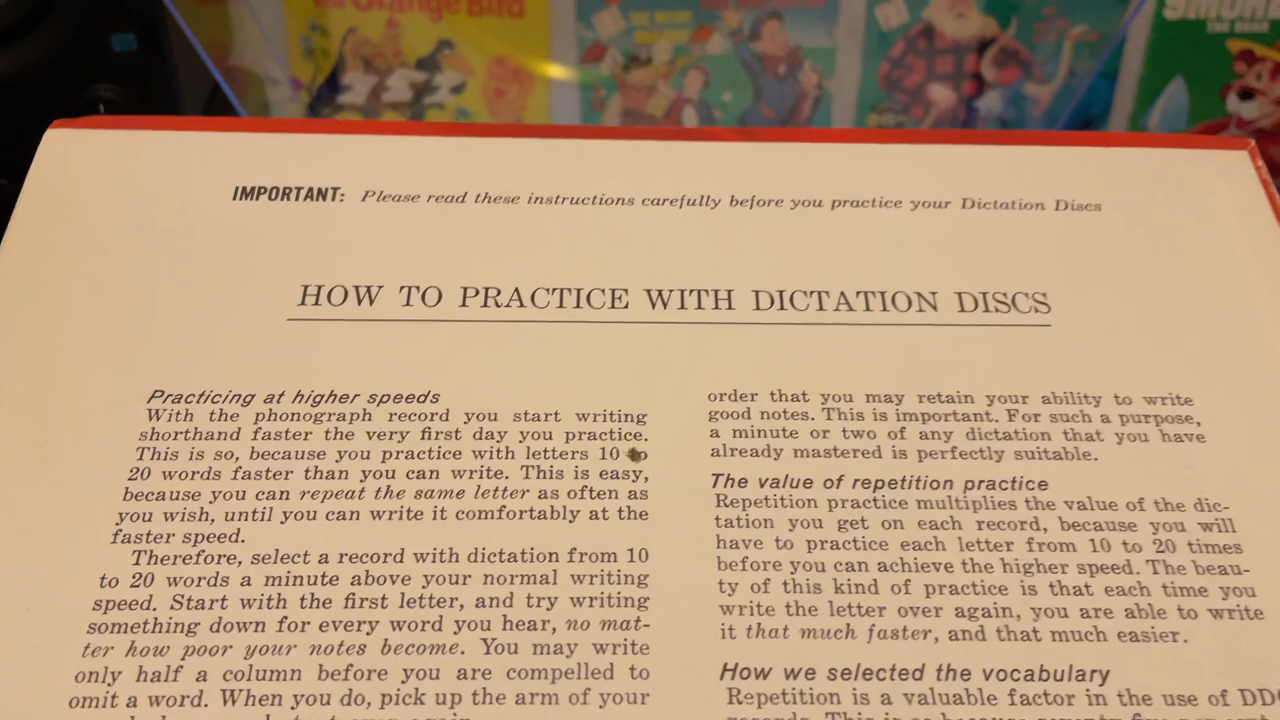 The Orange Bird
SMOKEY
THE BEAR
IMPORTANT: Please read these instructions carefully before you practice your Dictation Discs
HOW TO PRACTICE WITH DICTATION DISCS
Practicing at higher speeds
With the phonograph record you start writing
shorthand faster the very first day you practice.
This is so, because you practice with letters 10 to
20 words faster than you can write. This is easy,
because you can repeat the same letter as often as
you wish, until you can write it comfortably at the
faster speed.
Therefore, select a record with dictation from 10
to 20 words a minute above your normal writing
speed. Start with the first letter, and try writing
something down for every word you hear, no mat-
ter how poor your notes become. You may write
only half a column before you are compelled to
omit a word. When you do, pick up the arm of your
order that you may retain your ability to write
good notes. This is important. For such a purpose,
a minute or two of any dictation that you have
already mastered is perfectly suitable.
The value of repetition practice
Repetition practice multiplies the value of the dic-
tation you get on each record, because you will
have to practice each letter from 10 to 20 times
before you can achieve the higher speed. The beau-
ty of this kind of practice is that each time you
write the letter over again, you are able to write
it that much faster, and that much easier.
How we selected the vocabulary
Repetition is a valuable factor in the use of